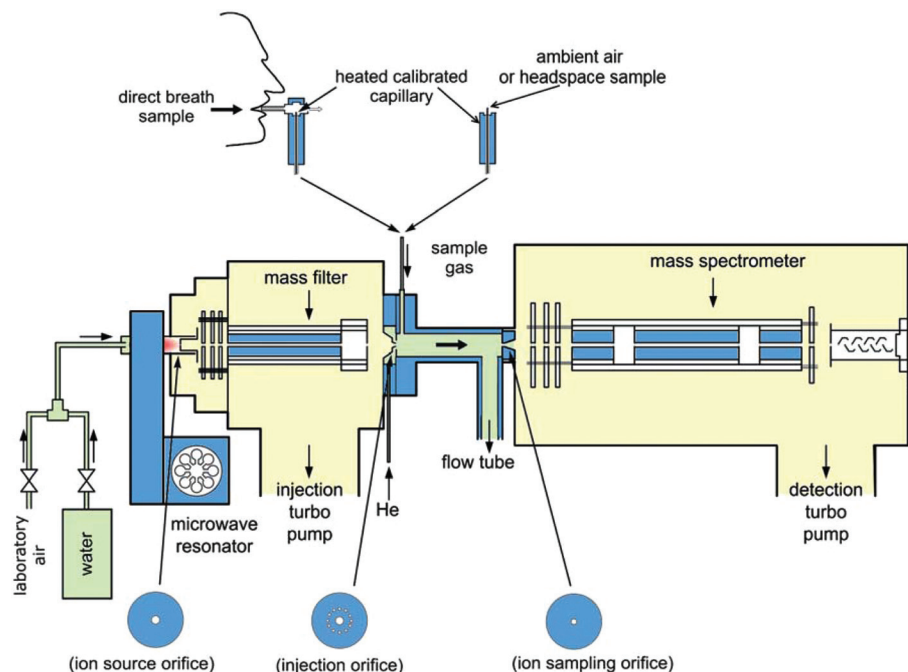 direct breath
sample
heated calibrated
capillary
ambient air
or headspace sample
sample
gas
mass filter
mass spectrometer
flow tube
He
injection
turbo
pump
detection
turbo
pump
microwave
resonator
laboratory
air
water
(ion source orifice)
(injection orifice)
(ion sampling orifice)